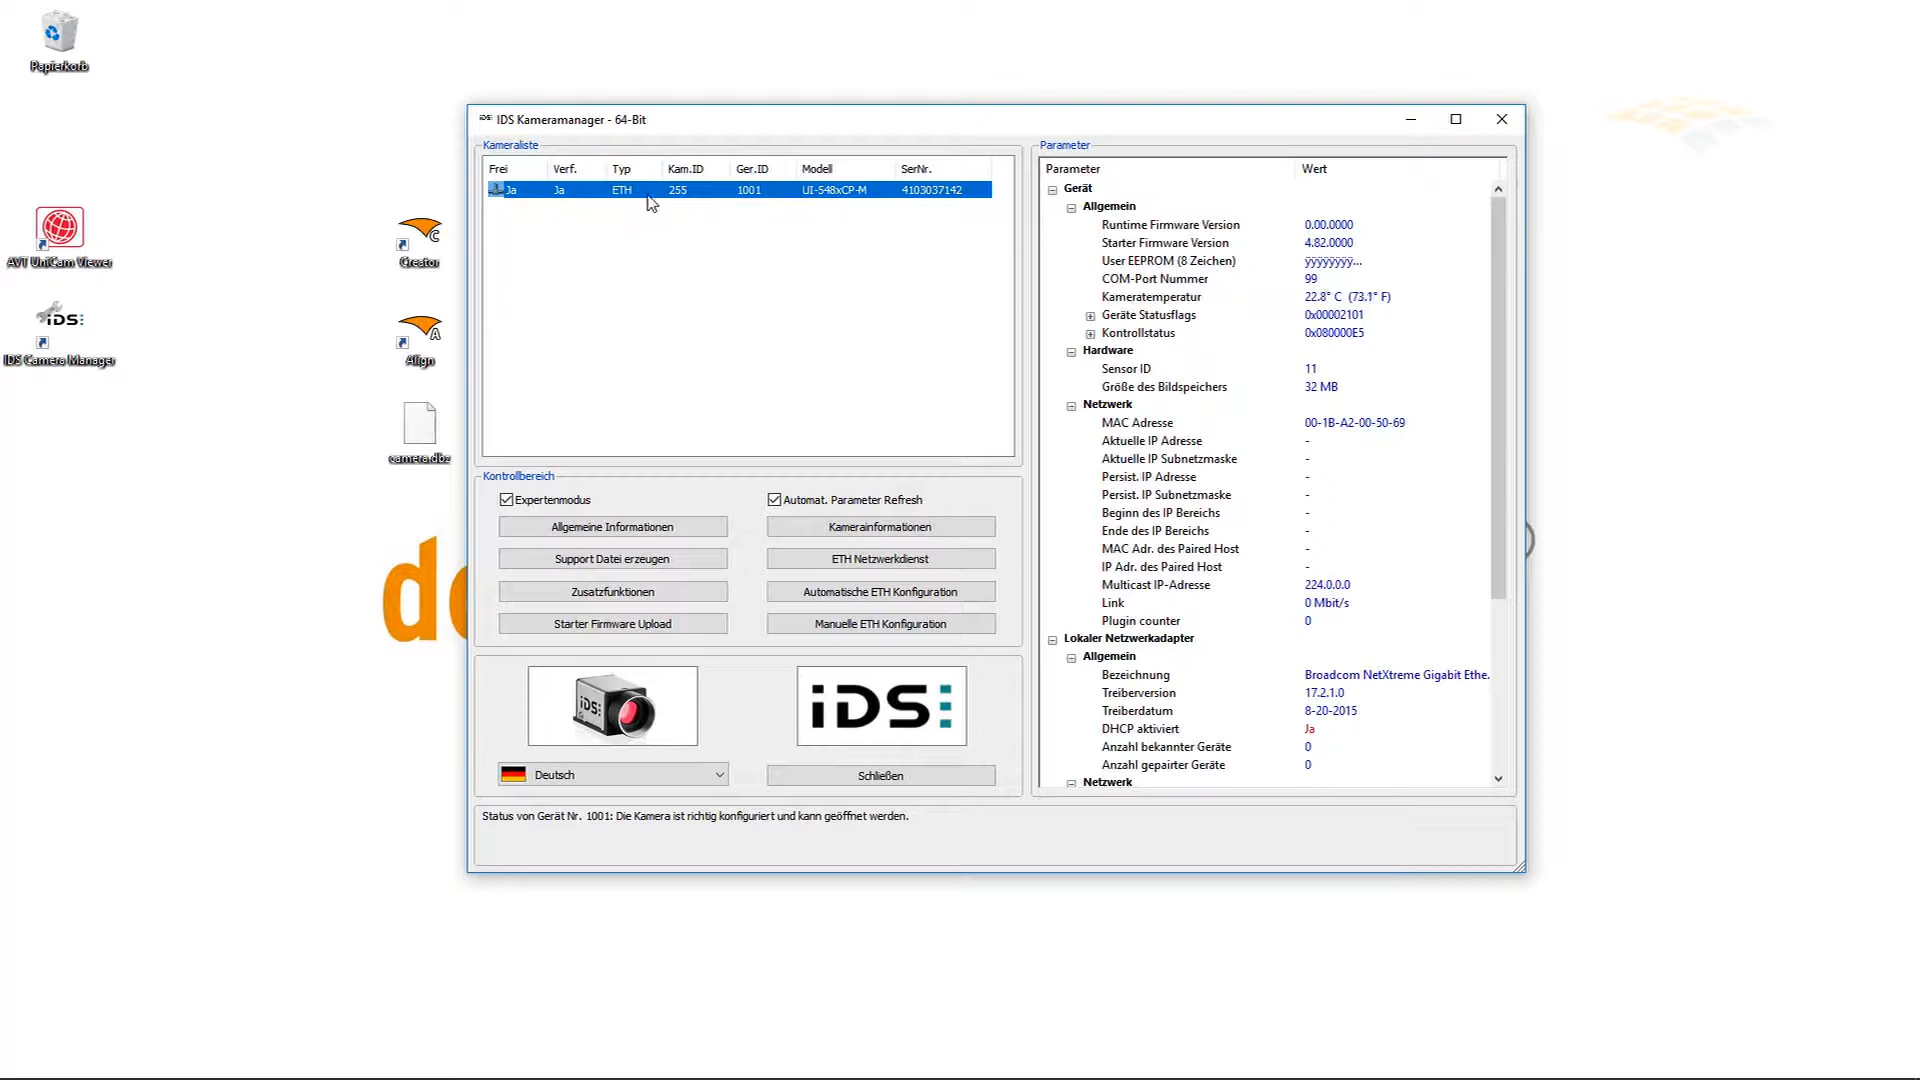 Papierkorb
AVT UniCam Viewer
IDS:
IDS Camera Manager
C
Creator
A
Align
camera.dbz
IDS Kameramanager - 64-Bit
Kameraliste
Frei Verf. Typ Kam.ID Ger.ID Modell SerNr.
Ja Ja ETH 255 1001 UI-548xCP-M 4103037142
Kontrollbereich
Expertenmodus Automat. Parameter Refresh
Allgemeine Informationen Kamerainformationen
Support Datei erzeugen ETH Netzwerkdienst
Zusatzfunktionen Automatische ETH Konfiguration
Starter Firmware Upload Manuelle ETH Konfiguration
iDS: iDS:
Deutsch Schließen
Status von Gerät Nr. 1001: Die Kamera ist richtig konfiguriert und kann geöffnet werden.
Parameter
Parameter Wert
Gerät
Allgemein
Runtime Firmware Version 0.00.0000
Starter Firmware Version 4.82.0000
User EEPROM (8 Zeichen) ÿÿÿÿÿÿÿÿ...
COM-Port Nummer 99
Kameratemperatur 22.8° C (73.1° F)
Geräte Statusflags 0x00002101
Kontrollstatus 0x080000E5
Hardware
Sensor ID 11
Größe des Bildspeichers 32 MB
Netzwerk
MAC Adresse 00-1B-A2-00-50-69
Aktuelle IP Adresse -
Aktuelle IP Subnetzmaske -
Persist. IP Adresse -
Persist. IP Subnetzmaske -
Beginn des IP Bereichs -
Ende des IP Bereichs -
MAC Adr. des Paired Host -
IP Adr. des Paired Host -
Multicast IP-Adresse 224.0.0.0
Link 0 Mbit/s
Plugin counter 0
Lokaler Netzwerkadapter
Allgemein
Bezeichnung Broadcom NetXtreme Gigabit Ethe.
Treiberversion 17.2.1.0
Treiberdatum 8-20-2015
DHCP aktiviert Ja
Anzahl bekannter Geräte 0
Anzahl gepairter Geräte 0
Netzwerk